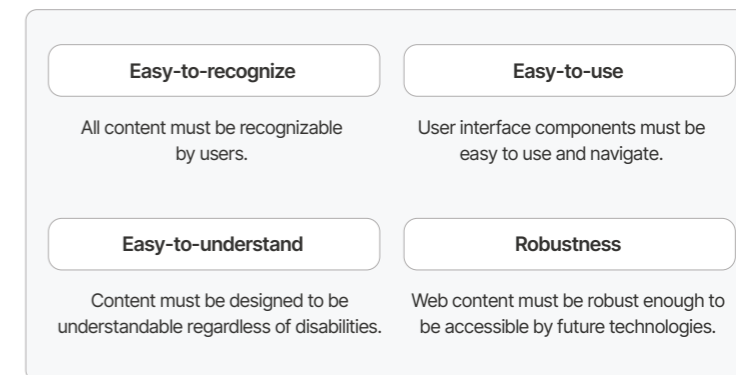 Easy-to-recognize
All content must be recognizable
by users.
Easy-to-use
User interface components must be
easy to use and navigate.
Easy-to-understand
Content must be designed to be
understandable regardless of disabilities.
Robustness
Web content must be robust enough to
be accessible by future technologies.